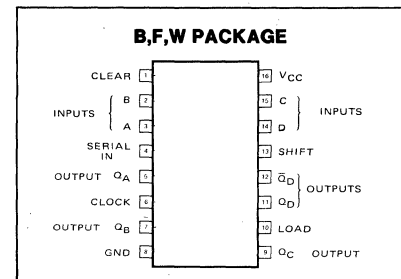 B,F,W PACKAGE
CLEAR 1 16 VCC
B 2 15 C
INPUTS INPUTS
A 3 14 D
SERIAL IN 4 13 SHIFT
OUTPUT QA 5 12 Q̅D
OUTPUTS
CLOCK 6 11 QD
OUTPUT QB 7 10 LOAD
GND 8 9 QC OUTPUT